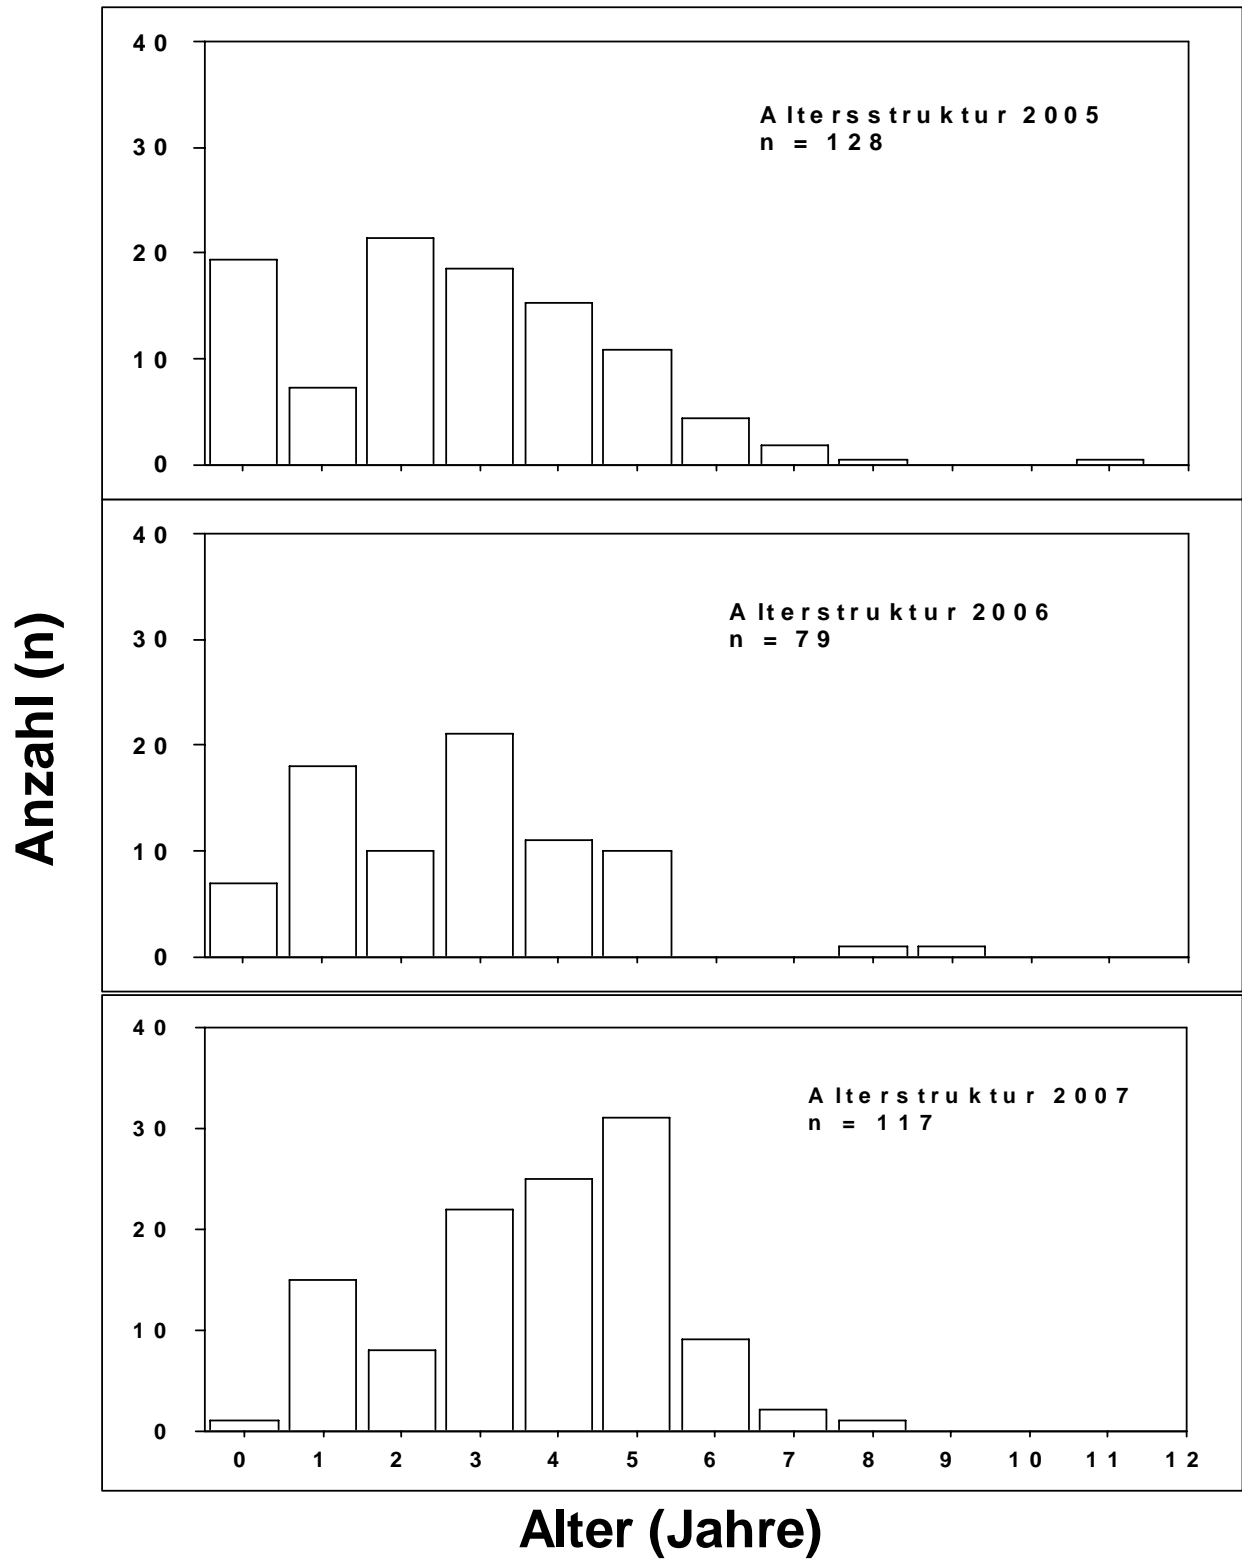 40
Altersstruktur 2005
n = 128
30
20
10
0
40
Alterstruktur 2006
n = 79
30
20
10
0
Anzahl (n)
40
Alterstruktur 2007
n = 117
30
20
10
0
0 1 2 3 4 5 6 7 8 9 10 11 12
Alter (Jahre)